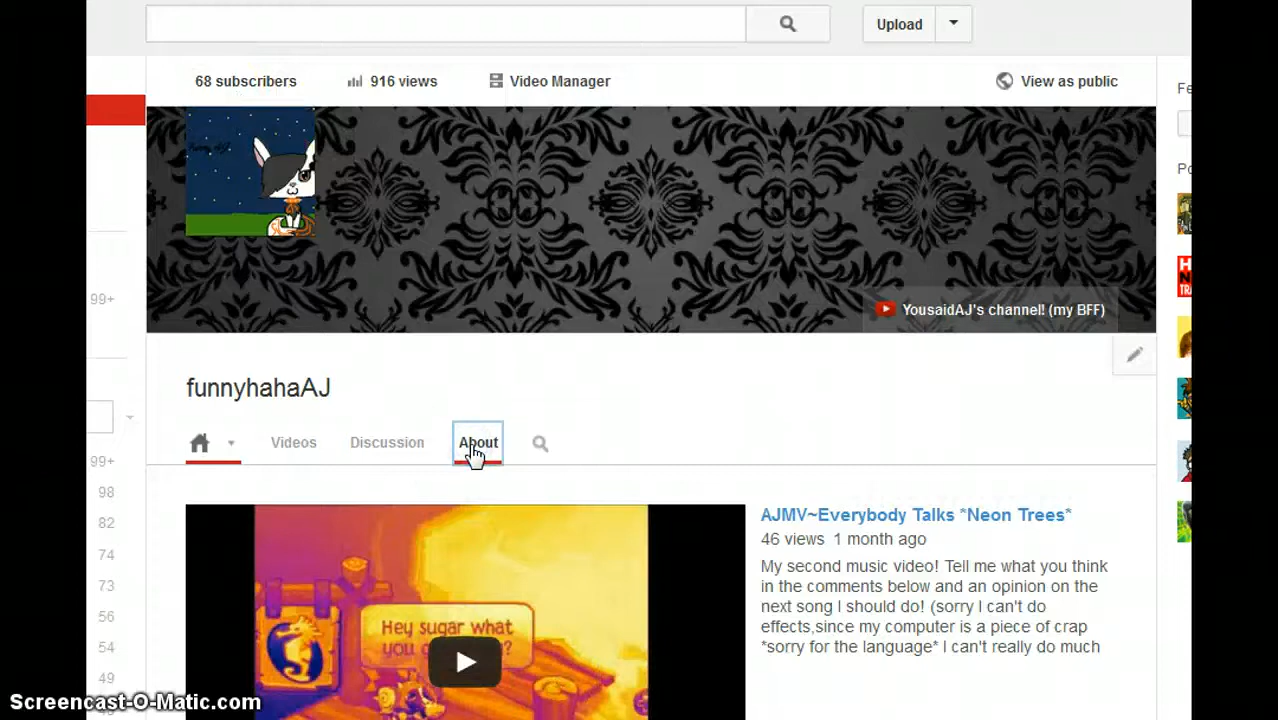 Upload
68 subscribers
916 views
Video Manager
View as public
Fe
Po
99+
YousaidAJ's channel! (my BFF)
funnyhahaAJ
Videos
Discussion
About
99+
98
82
74
73
56
54
49
AJMV~Everybody Talks *Neon Trees*
46 views 1 month ago
My second music video! Tell me what you think
in the comments below and an opinion on the
next song I should do! (sorry I can't do
effects,since my computer is a piece of crap
*sorry for the language* I can't really do much
Hey sugar what
you
Screencast-O-Matic.com